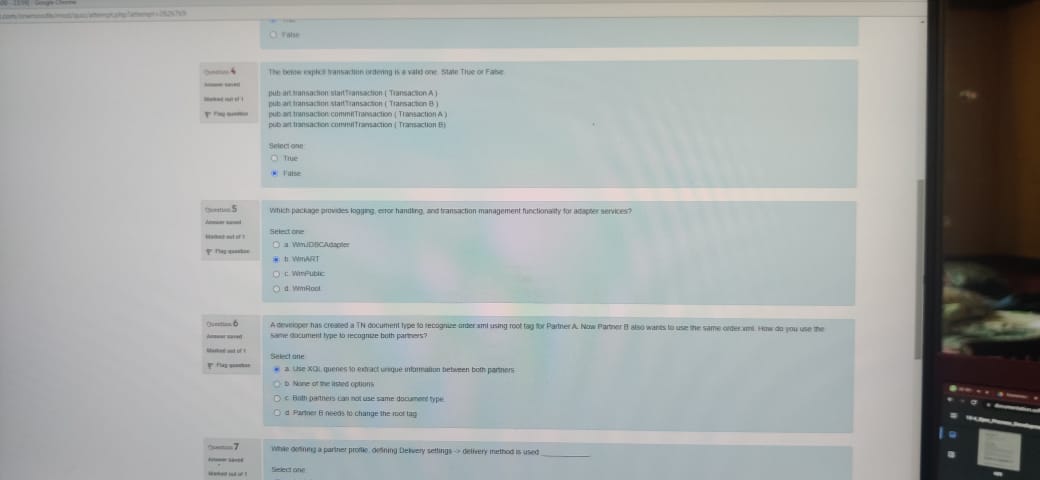 Google Chrome
False
Question 4
Answer saved
Marked out of 1
Flag question
The below explicit transaction ordering is a valid one. State True or False
pub.art.transaction:startTransaction ( Transaction A )
pub.art.transaction:startTransaction ( Transaction B )
pub.art.transaction:commitTransaction ( Transaction A )
pub.art.transaction:commitTransaction ( Transaction B)
Select one:
True
False
Question 5
Answer saved
Marked out of 1
Flag question
Which package provides logging, error handling, and transaction management functionality for adapter services?
Select one:
a. WmJDBCAdapter
b. WmART
c. WmPublic
d. WmRoot
Question 6
Answer saved
Marked out of 1
Flag question
A developer has created a TN document type to recognize order.xml using root tag for Partner A. Now Partner B also wants to use the same order.xml. How do you use the
same document type to recognize both partners?
Select one:
a. Use XQL queries to extract unique information between both partners
b. None of the listed options
c. Both partners can not use same document type.
d. Partner B needs to change the root tag
Question 7
Answer saved
Marked out of 1
While defining a partner profile, defining Delivery settings -> delivery method is used __________
Select one: